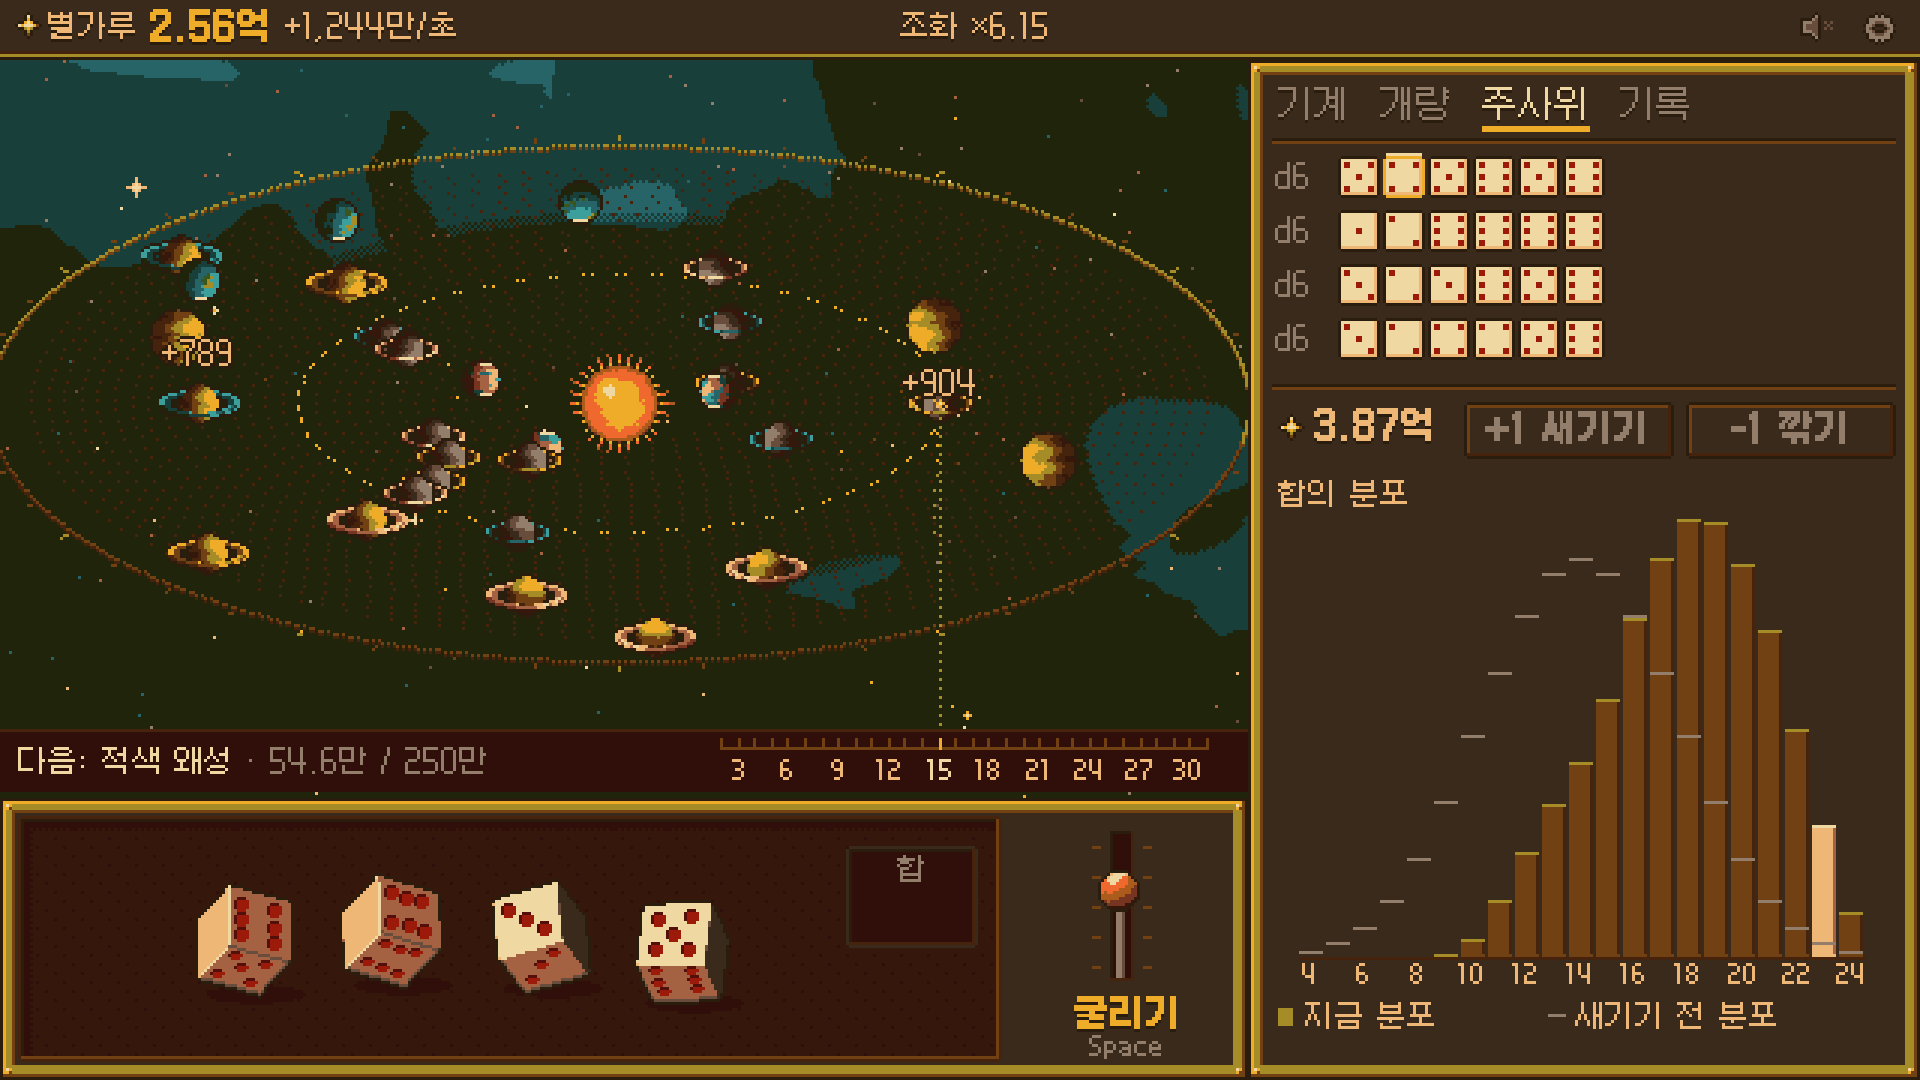 별가루 2.56억 +1,244만/초
조화 ×6.15
기계 개량 주사위 기록
d6
d6
d6
d6
+789
+904
3.87억 +1 새기기 -1 깎기
합의 분포
다음: 적색 왜성 · 54.6만 / 250만
3 6 9 12 15 18 21 24 27 30
합
굴리기
Space
4 6 8 10 12 14 16 18 20 22 24
지금 분포 새기기 전 분포